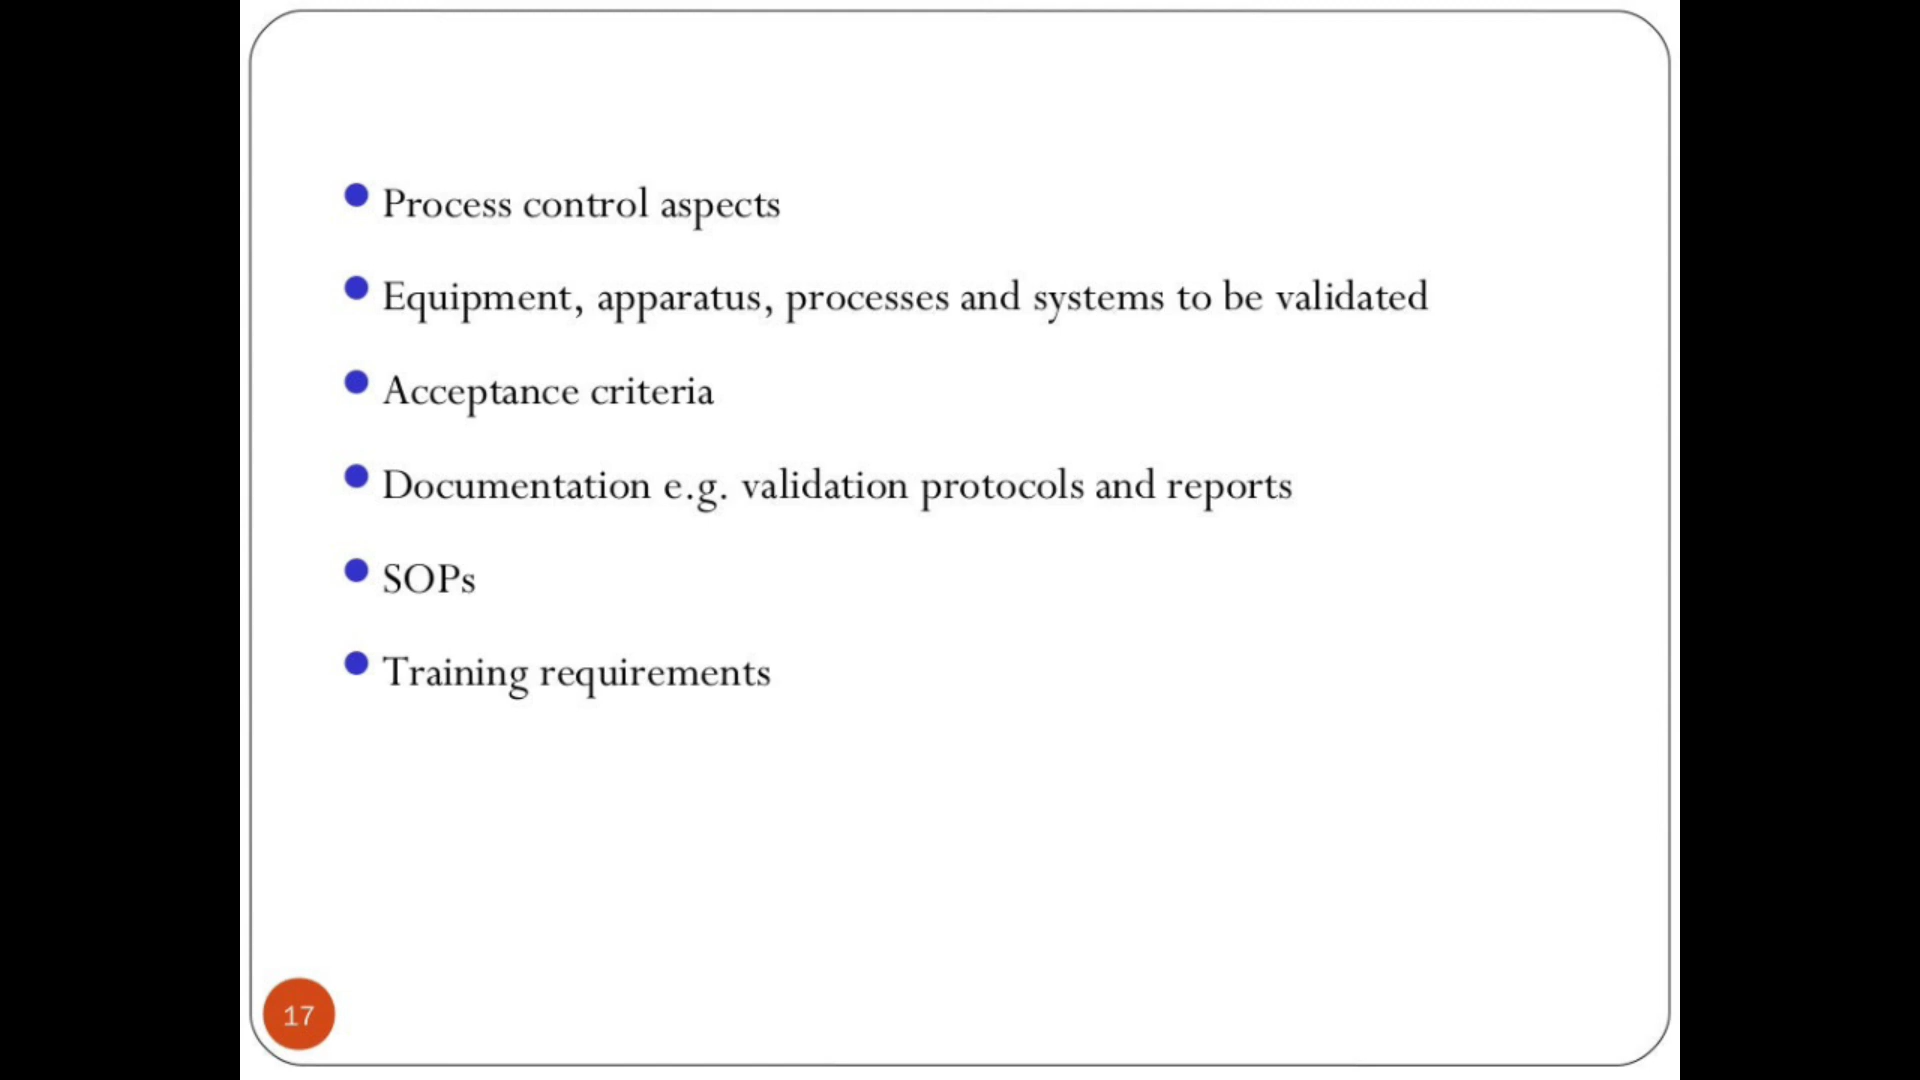 Process control aspects
Equipment, apparatus, processes and systems to be validated
Acceptance criteria
Documentation e.g. validation protocols and reports
SOPs
Training requirements
17